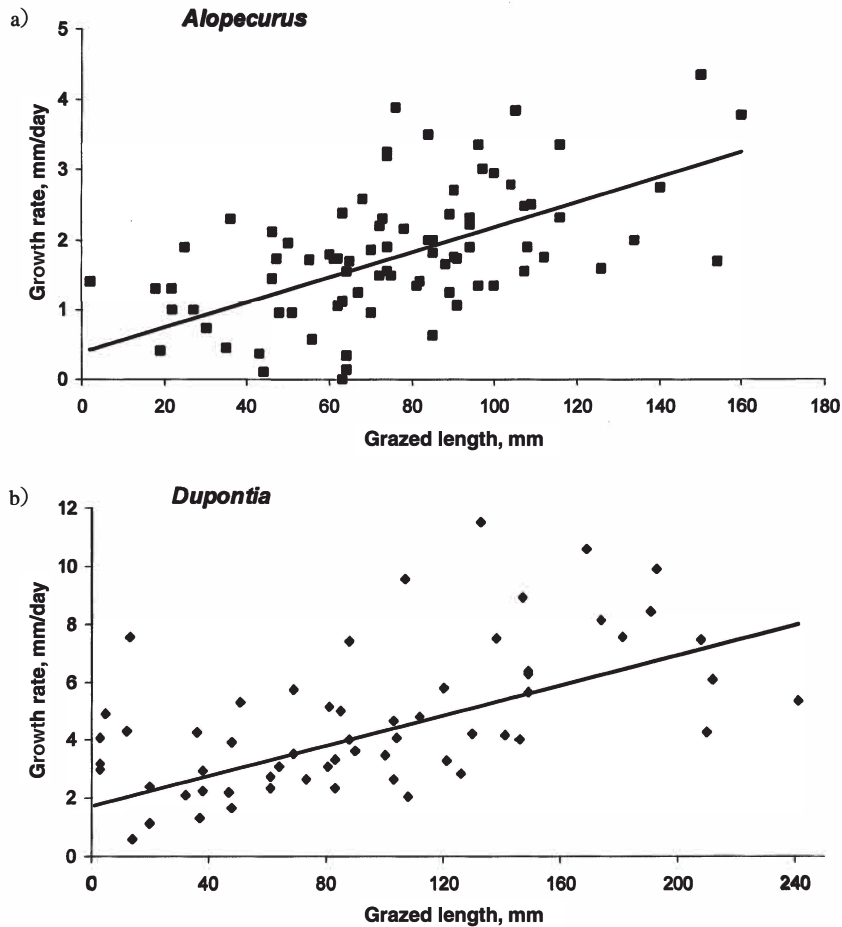 a)
Alopecurus
5
4
3
2
1
0
Growth rate, mm/day
0 20 40 60 80 100 120 140 160 180
Grazed length, mm
b)
Dupontia
12
10
8
6
4
2
0
Growth rate, mm/day
0 40 80 120 160 200 240
Grazed length, mm